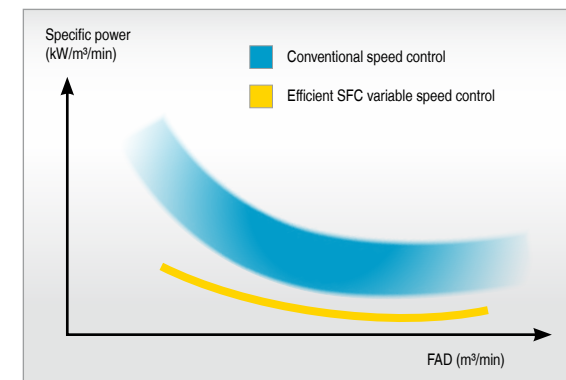 Specific power
(kW/m³/min)
Conventional speed control
Efficient SFC variable speed control
FAD (m³/min)